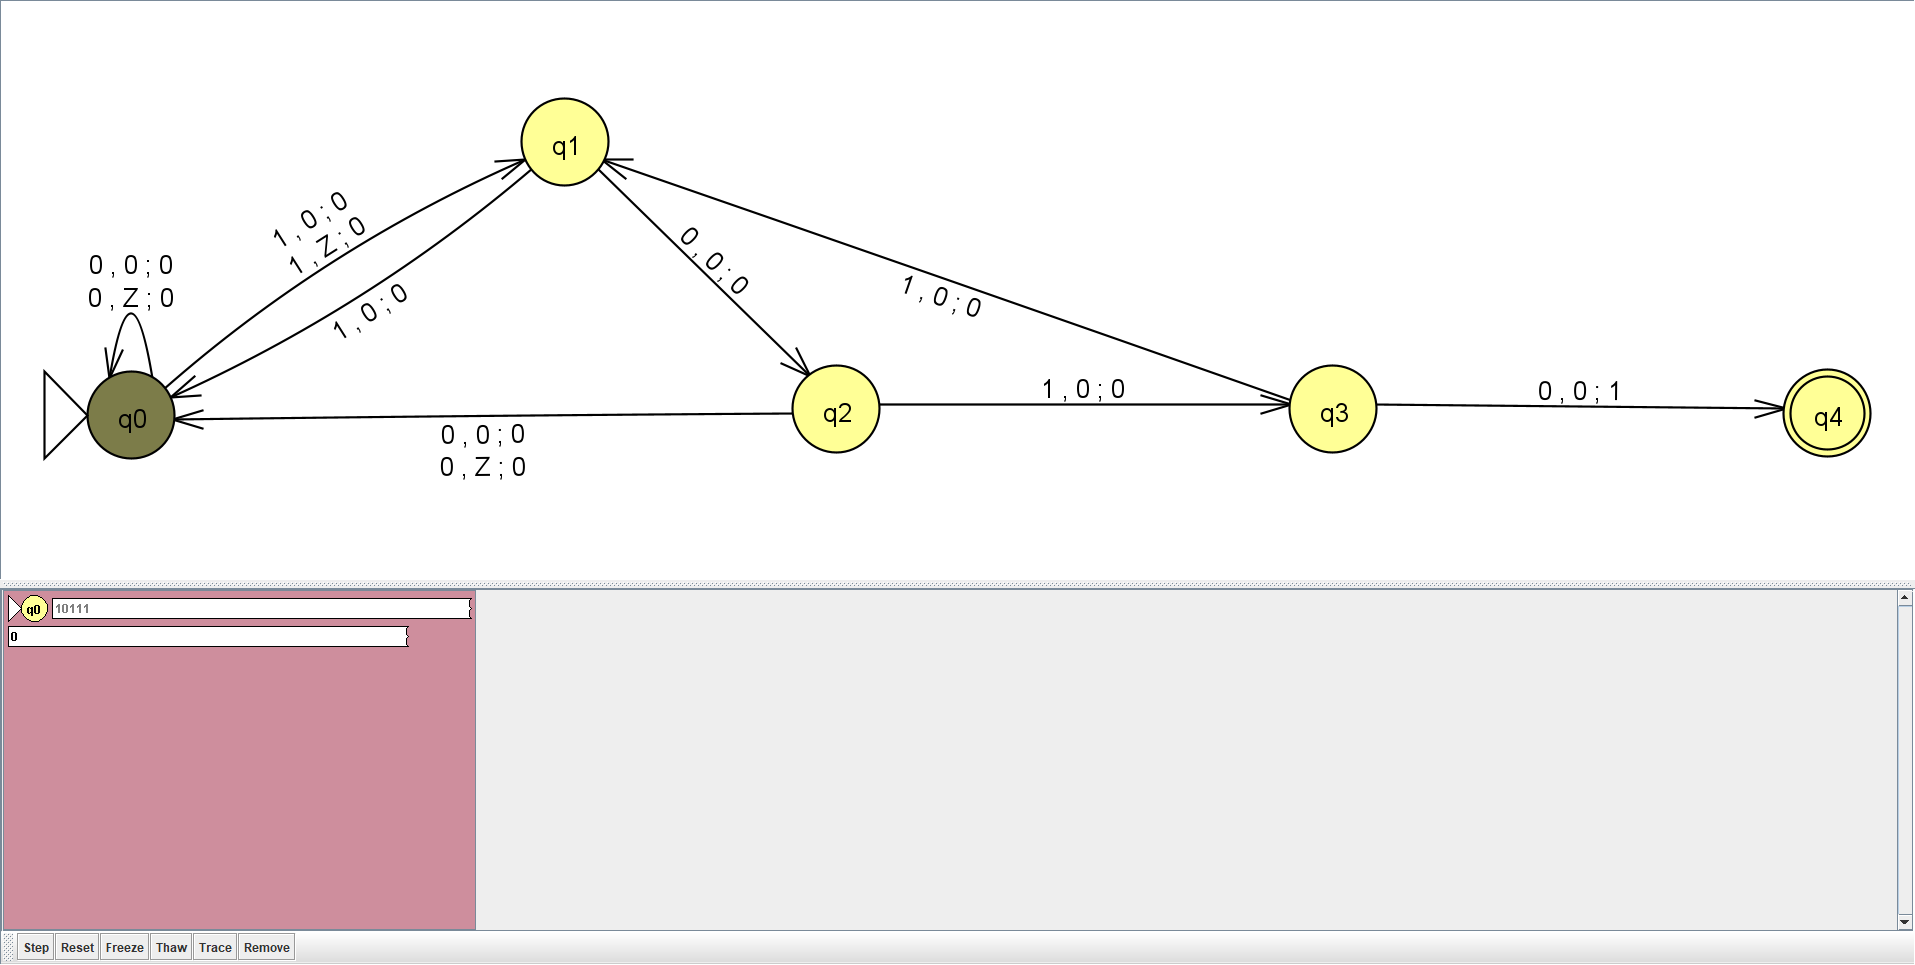 q1
1 , 0 ; 0
1 , Z ; 0
0 , 0 ; 0
0 , 0 ; 0
0 , Z ; 0
1 , 0 ; 0
1 , 0 ; 0
q0
q2
1 , 0 ; 0
q3
0 , 0 ; 1
q4
0 , 0 ; 0
0 , Z ; 0
q0 10111
0
Step Reset Freeze Thaw Trace Remove